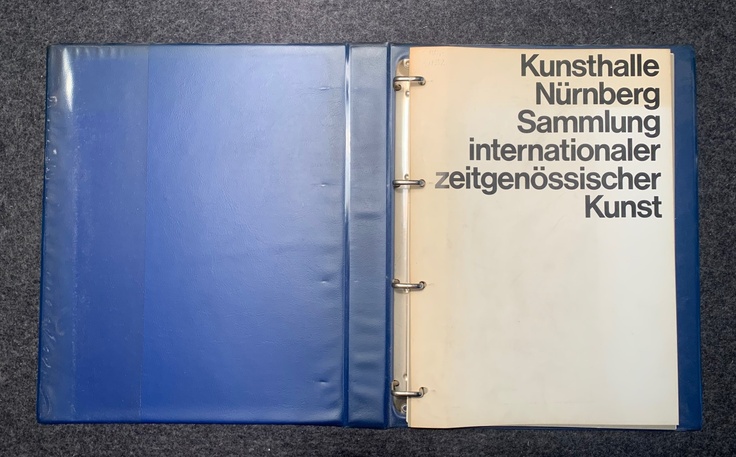 Kunsthalle
Nürnberg
Sammlung
internationaler
zeitgenössischer
Kunst